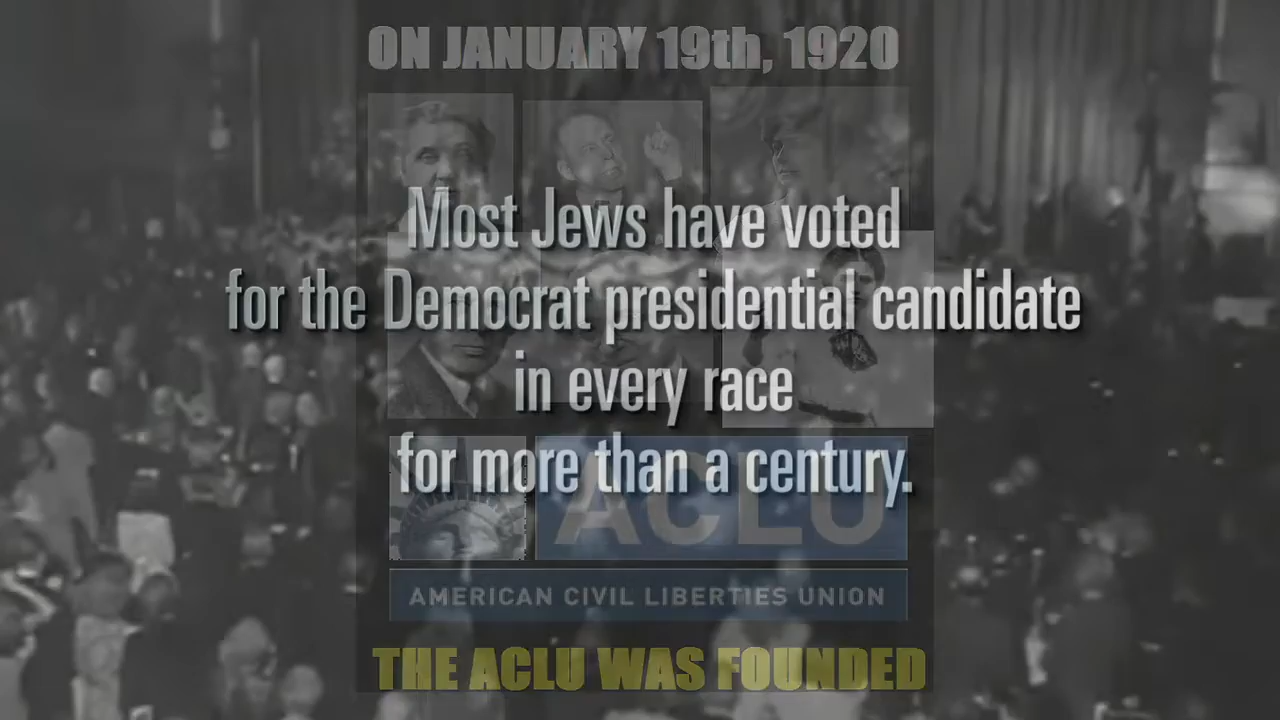 ON JANUARY 19th, 1920
Most Jews have voted
for the Democrat presidential candidate
in every race
for more than a century.
ACLU
AMERICAN CIVIL LIBERTIES UNION
THE ACLU WAS FOUNDED